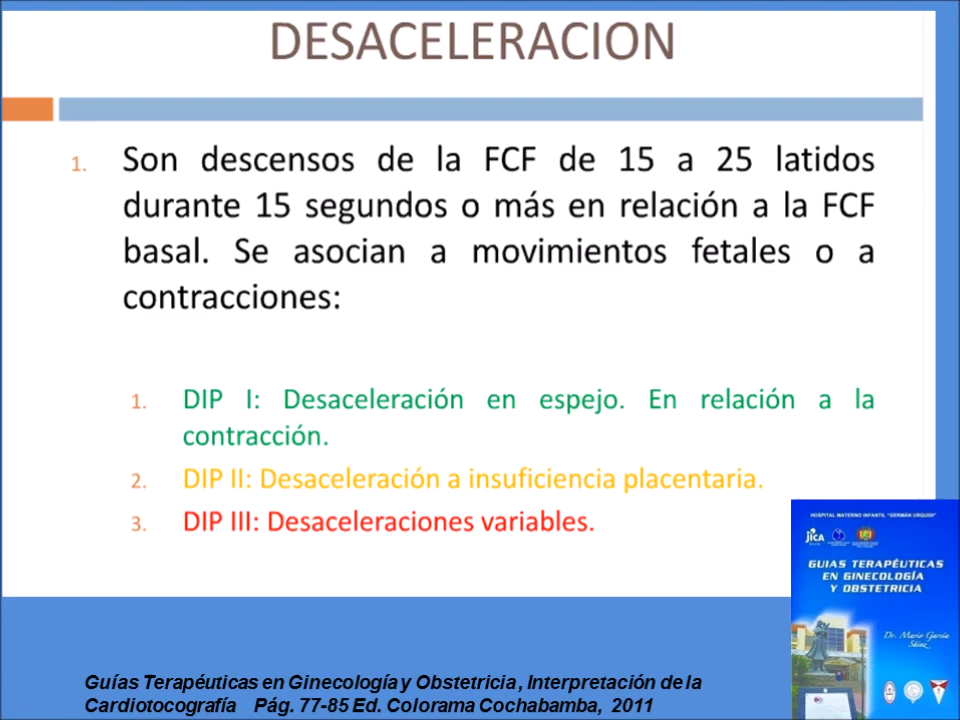 DESACELERACION
1. Son descensos de la FCF de 15 a 25 latidos
durante 15 segundos o más en relación a la FCF
basal. Se asocian a movimientos fetales o a
contracciones:
1. DIP I: Desaceleración en espejo. En relación a la
contracción.
2. DIP II: Desaceleración a insuficiencia placentaria.
3. DIP III: Desaceleraciones variables.
HOSPITAL MATERNO INFANTIL "GERMÁN URQUIDI"
jICA
GUIAS TERAPÉUTICAS
EN GINECOLOGÍA
Y OBSTETRICIA
Dr. Mario García
Sáinz
Guías Terapéuticas en Ginecología y Obstetricia, Interpretación de la
Cardiotocografía Pág. 77-85 Ed. Colorama Cochabamba, 2011